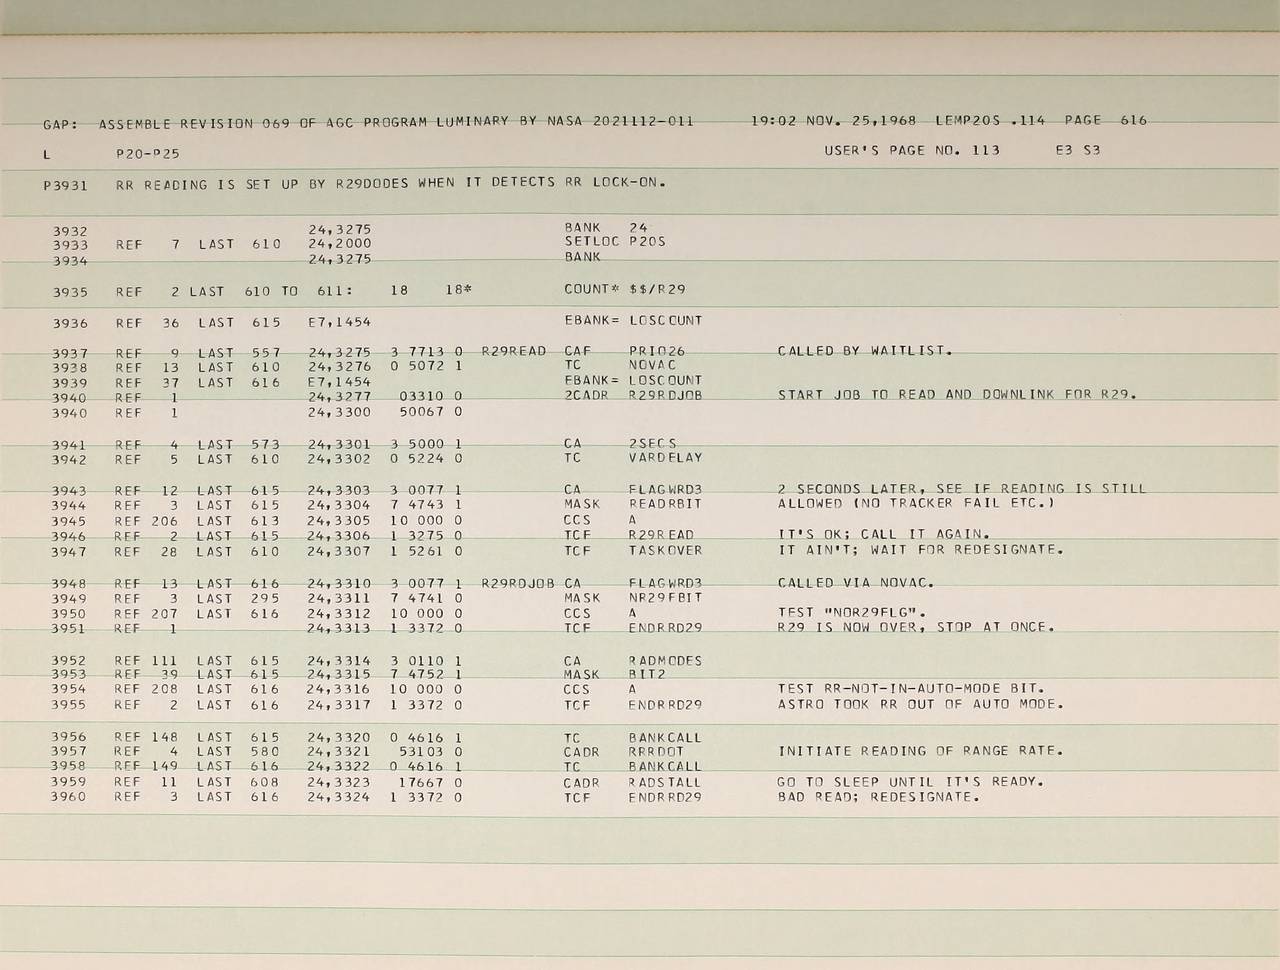 GAP: ASSEMBLE REVISION 069 OF AGC PROGRAM LUMINARY BY NASA 2021112-011 19:02 NOV. 25,1968 LEMP20S .114 PAGE 616
L P20-P25 USER'S PAGE NO. 113 E3 S3
P3931 RR READING IS SET UP BY R29DODES WHEN IT DETECTS RR LOCK-ON.
3932 24,3275 BANK 24
3933 REF 7 LAST 610 24,2000 SETLOC P20S
3934 24,3275 BANK
3935 REF 2 LAST 610 TO 611: 18 18* COUNT* $$/R29
3936 REF 36 LAST 615 E7,1454 EBANK= LOSCOUNT
3937 REF 9 LAST 557 24,3275 3 7713 0 R29READ CAF PRIO26 CALLED BY WAITLIST.
3938 REF 13 LAST 610 24,3276 0 5072 1 TC NOVAC
3939 REF 37 LAST 616 E7,1454 EBANK= LOSCOUNT
3940 REF 1 24,3277 03310 0 2CADR R29RDJOB START JOB TO READ AND DOWNLINK FOR R29.
3940 REF 1 24,3300 50067 0
3941 REF 4 LAST 573 24,3301 3 5000 1 CA 2SECS
3942 REF 5 LAST 610 24,3302 0 5224 0 TC VARDELAY
3943 REF 12 LAST 615 24,3303 3 0077 1 CA FLAGWRD3 2 SECONDS LATER, SEE IF READING IS STILL
3944 REF 3 LAST 615 24,3304 7 4743 1 MASK READRBIT ALLOWED (NO TRACKER FAIL ETC.)
3945 REF 206 LAST 613 24,3305 10 000 0 CCS A
3946 REF 2 LAST 615 24,3306 1 3275 0 TCF R29READ IT'S OK; CALL IT AGAIN.
3947 REF 28 LAST 610 24,3307 1 5261 0 TCF TASKOVER IT AIN'T; WAIT FOR REDESIGNATE.
3948 REF 13 LAST 616 24,3310 3 0077 1 R29RDJOB CA FLAGWRD3 CALLED VIA NOVAC.
3949 REF 3 LAST 295 24,3311 7 4741 0 MASK NR29FBIT
3950 REF 207 LAST 616 24,3312 10 000 0 CCS A TEST "NOR29FLG".
3951 REF 1 24,3313 1 3372 0 TCF ENDRRD29 R29 IS NOW OVER, STOP AT ONCE.
3952 REF 111 LAST 615 24,3314 3 0110 1 CA RADMODES
3953 REF 39 LAST 615 24,3315 7 4752 1 MASK BIT2
3954 REF 208 LAST 616 24,3316 10 000 0 CCS A TEST RR-NOT-IN-AUTO-MODE BIT.
3955 REF 2 LAST 616 24,3317 1 3372 0 TCF ENDRRD29 ASTRO TOOK RR OUT OF AUTO MODE.
3956 REF 148 LAST 615 24,3320 0 4616 1 TC BANKCALL
3957 REF 4 LAST 580 24,3321 53103 0 CADR RRRDOT INITIATE READING OF RANGE RATE.
3958 REF 149 LAST 616 24,3322 0 4616 1 TC BANKCALL
3959 REF 11 LAST 608 24,3323 17667 0 CADR RADSTALL GO TO SLEEP UNTIL IT'S READY.
3960 REF 3 LAST 616 24,3324 1 3372 0 TCF ENDRRD29 BAD READ; REDESIGNATE.